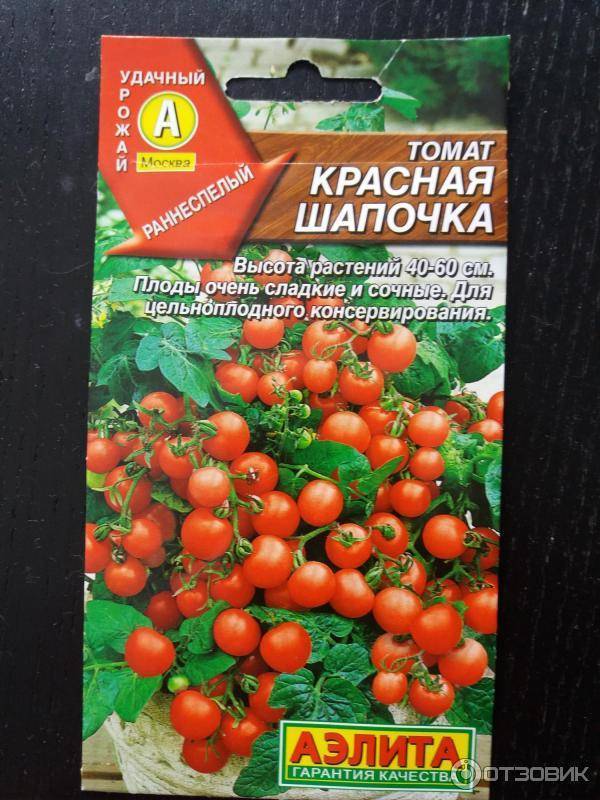 УДАЧНЫЙ
УРОЖАЙ
А
Москва
РАННЕСПЕЛЫЙ
ТОМАТ
КРАСНАЯ
ШАПОЧКА
Высота растений 40-60 см.
Плоды очень сладкие и сочные. Для
цельноплодного консервирования.
АЭЛИТА
ГАРАНТИЯ КАЧЕСТВА
ОТЗОВИК